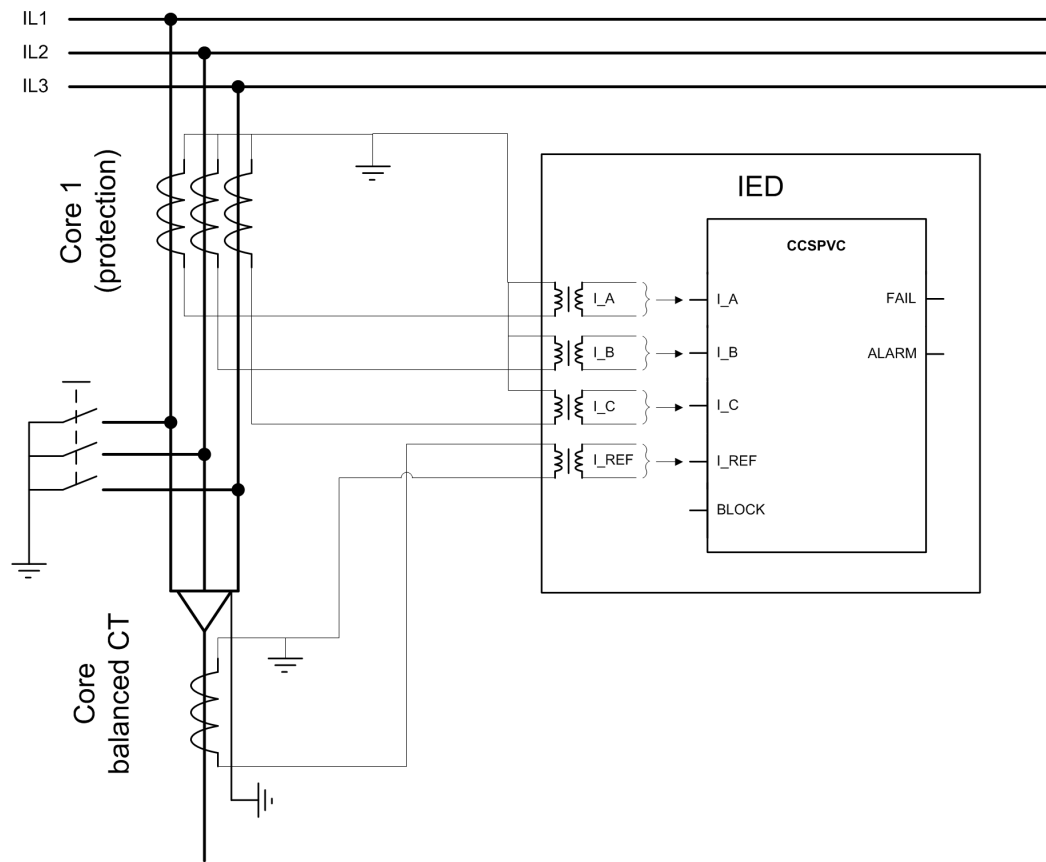 IL1
IL2
IL3
Core 1
(protection)
IED
CCSPVC
I_A
I_A
FAIL
I_B
I_B
ALARM
I_C
I_C
I_REF
I_REF
BLOCK
Core
balanced CT